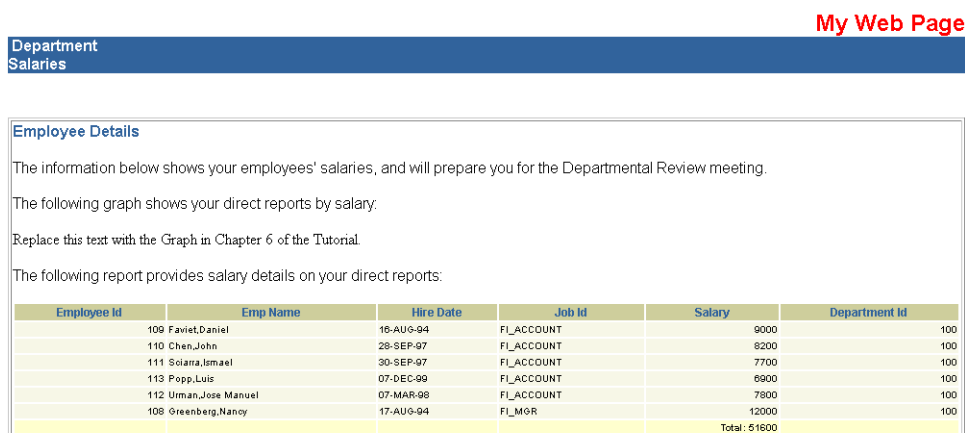 My Web Page
Department
Salaries
Employee Details
The information below shows your employees' salaries, and will prepare you for the Departmental Review meeting.
The following graph shows your direct reports by salary:
Replace this text with the Graph in Chapter 6 of the Tutorial.
The following report provides salary details on your direct reports:
Employee Id Emp Name Hire Date Job Id Salary Department Id
109 Faviet,Daniel 16-AUG-94 FI_ACCOUNT 9000 100
110 Chen,John 28-SEP-97 FI_ACCOUNT 8200 100
111 Sciarra,Ismael 30-SEP-97 FI_ACCOUNT 7700 100
113 Popp,Luis 07-DEC-99 FI_ACCOUNT 6900 100
112 Urman,Jose Manuel 07-MAR-98 FI_ACCOUNT 7800 100
108 Greenberg,Nancy 17-AUG-94 FI_MGR 12000 100
Total : 51600